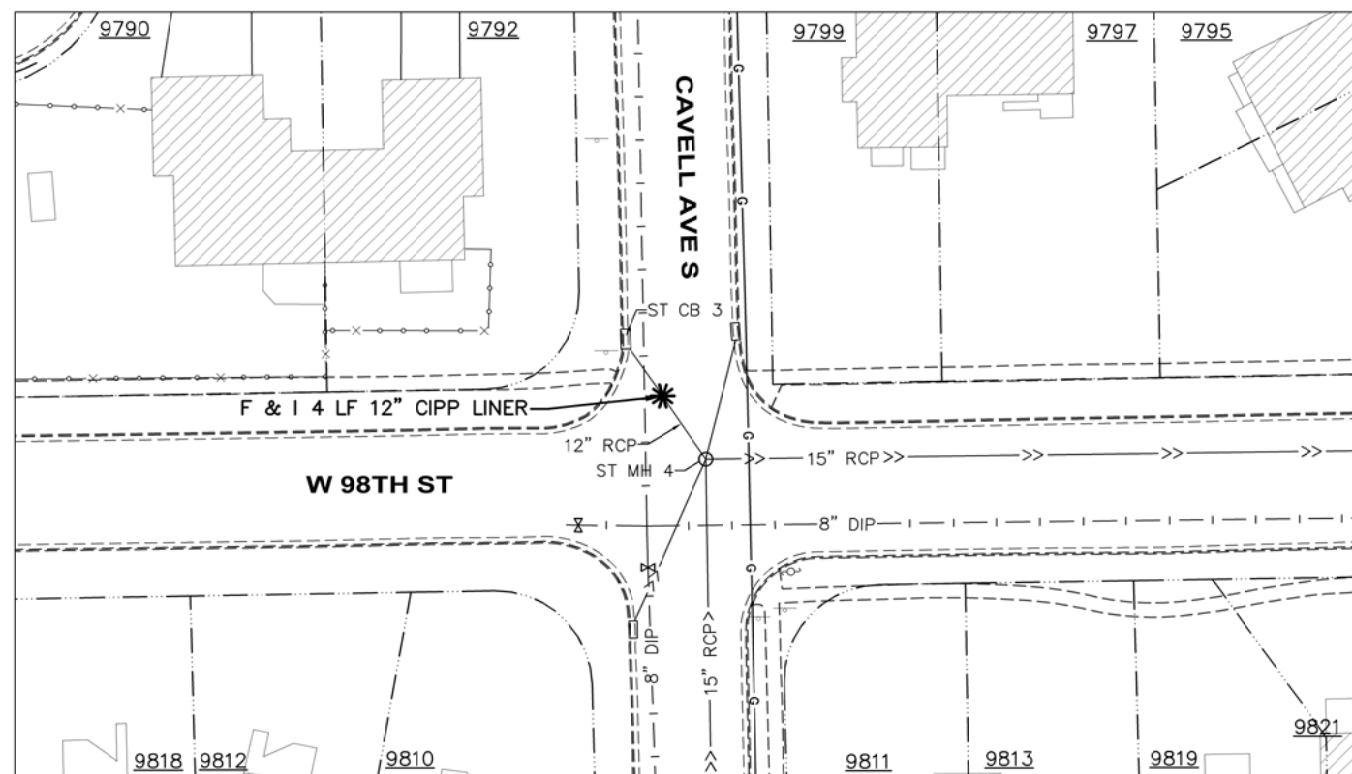 9790
9792
9799
9797
9795
G
CAVELL AVE S
G
ST CB 3
F & I 4 LF 12" CIPP LINER
12" RCP
G
ST MH 4
>>
15" RCP
>>
>>
>>
>>
W 98TH ST
8" DIP
G
8" DIP
15" RCP>
G
>>
9818
9812
9810
9811
9813
9819
9821